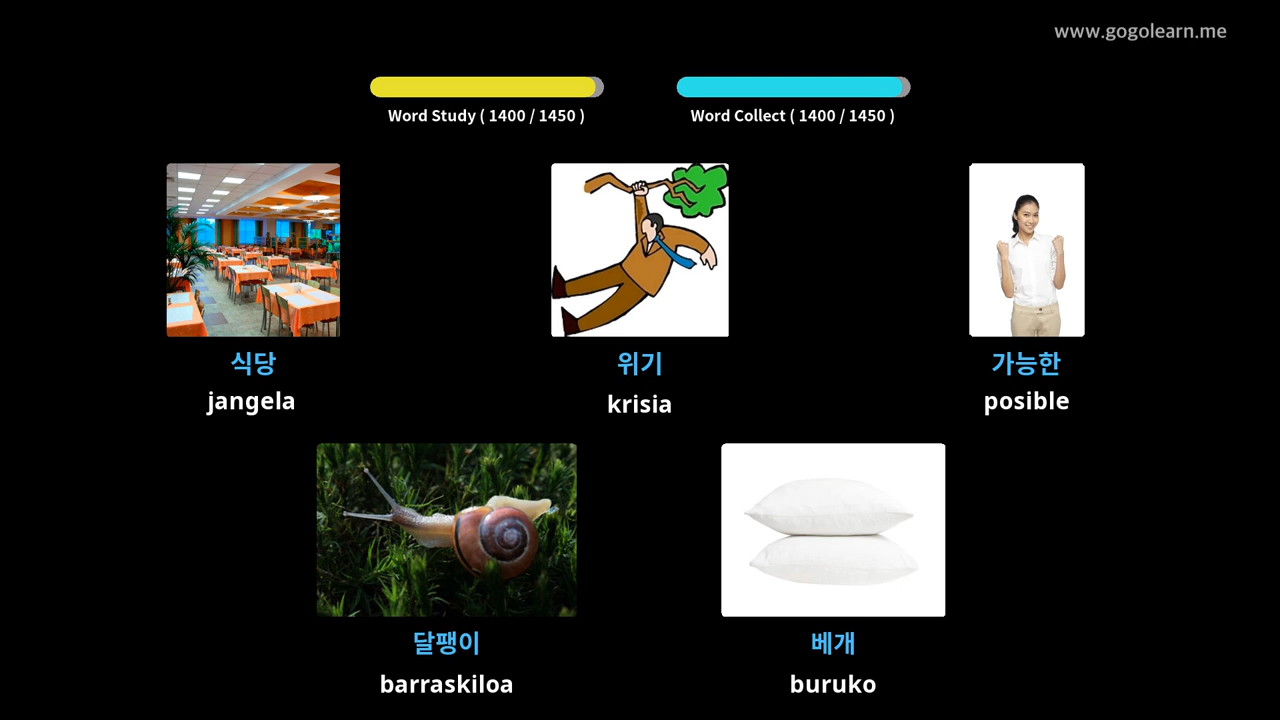 www.gogolearn.me
Word Study ( 1400 / 1450 )
Word Collect ( 1400 / 1450 )
식당
jangela
위기
krisia
가능한
posible
달팽이
barraskiloa
베개
buruko